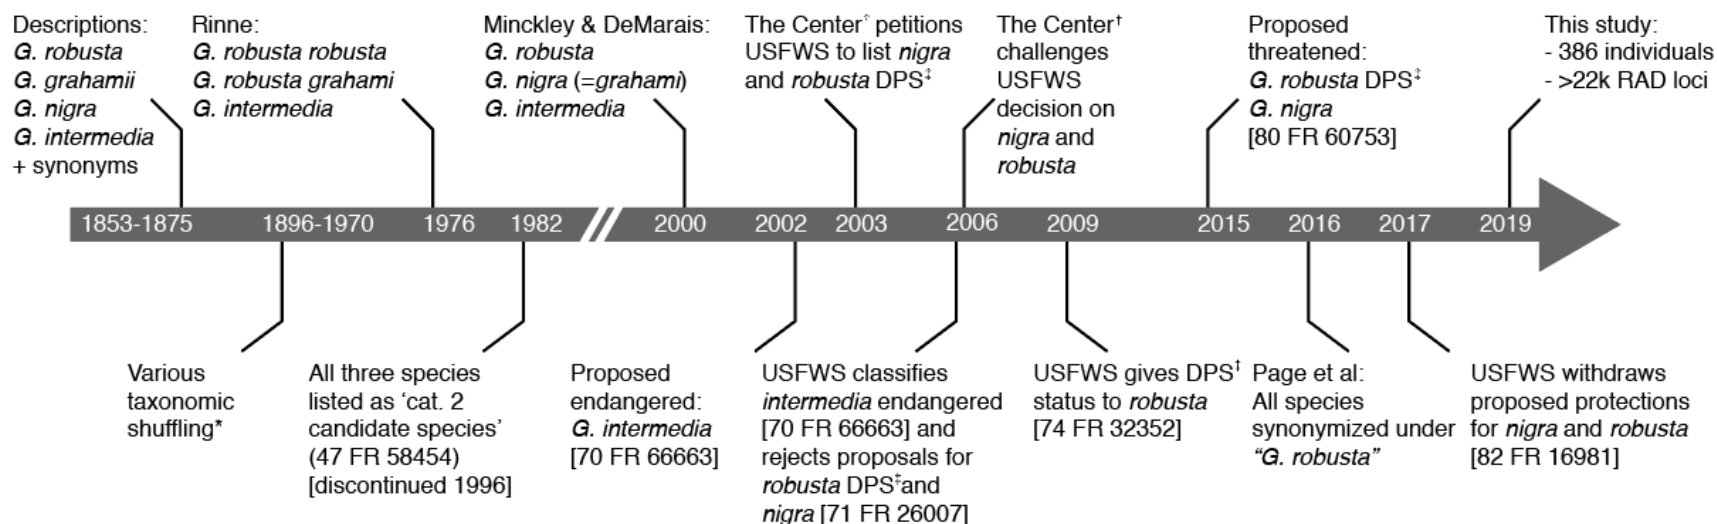 Descriptions:
G. robusta
G. grahamii
G. nigra
G. intermedia
+ synonyms
Rinne:
G. robusta robusta
G. robusta grahami
G. intermedia
Minckley & DeMarais:
G. robusta
G. nigra (=grahami)
G. intermedia
The Center† petitions
USFWS to list nigra
and robusta DPS‡
The Center†
challenges
USFWS
decision on
nigra and
robusta
Proposed
threatened:
G. robusta DPS‡
G. nigra
[80 FR 60753]
This study:
- 386 individuals
- >22k RAD loci
1853-1875 1896-1970 1976 1982 2000 2002 2003 2006 2009 2015 2016 2017 2019
Various
taxonomic
shuffling*
All three species
listed as ‘cat. 2
candidate species’
(47 FR 58454)
[discontinued 1996]
Proposed
endangered:
G. intermedia
[70 FR 66663]
USFWS classifies
intermedia endangered
[70 FR 66663] and
rejects proposals for
robusta DPS‡and
nigra [71 FR 26007]
USFWS gives DPS‡
status to robusta
[74 FR 32352]
Page et al:
All species
synonymized under
“G. robusta”
USFWS withdraws
proposed protections
for nigra and robusta
[82 FR 16981]